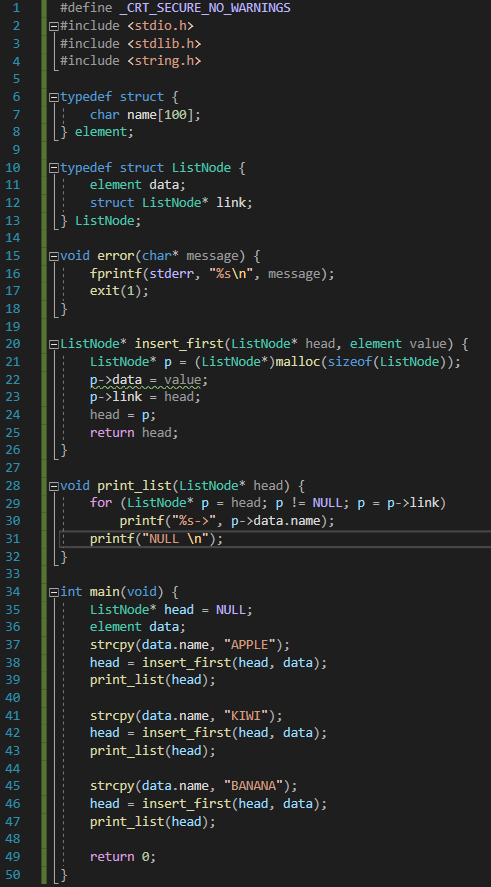 1 #define _CRT_SECURE_NO_WARNINGS
2 #include <stdio.h>
3 #include <stdlib.h>
4 #include <string.h>
5
6 typedef struct {
7     char name[100];
8 } element;
9
10 typedef struct ListNode {
11     element data;
12     struct ListNode* link;
13 } ListNode;
14
15 void error(char* message) {
16     fprintf(stderr, "%s\n", message);
17     exit(1);
18 }
19
20 ListNode* insert_first(ListNode* head, element value) {
21     ListNode* p = (ListNode*)malloc(sizeof(ListNode));
22     p->data = value;
23     p->link = head;
24     head = p;
25     return head;
26 }
27
28 void print_list(ListNode* head) {
29     for (ListNode* p = head; p != NULL; p = p->link)
30         printf("%s->", p->data.name);
31     printf("NULL \n");
32 }
33
34 int main(void) {
35     ListNode* head = NULL;
36     element data;
37     strcpy(data.name, "APPLE");
38     head = insert_first(head, data);
39     print_list(head);
40
41     strcpy(data.name, "KIWI");
42     head = insert_first(head, data);
43     print_list(head);
44
45     strcpy(data.name, "BANANA");
46     head = insert_first(head, data);
47     print_list(head);
48
49     return 0;
50 }